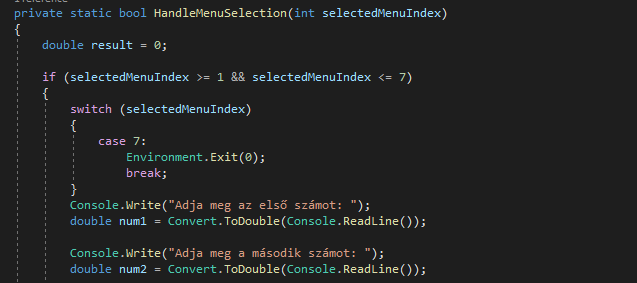 private static bool HandleMenuSelection(int selectedMenuIndex)
{
double result = 0;
if (selectedMenuIndex >= 1 && selectedMenuIndex <= 7)
{
switch (selectedMenuIndex)
{
case 7:
Environment.Exit(0);
break;
}
Console.Write("Adja meg az első számot: ");
double num1 = Convert.ToDouble(Console.ReadLine());
Console.Write("Adja meg a második számot: ");
double num2 = Convert.ToDouble(Console.ReadLine());